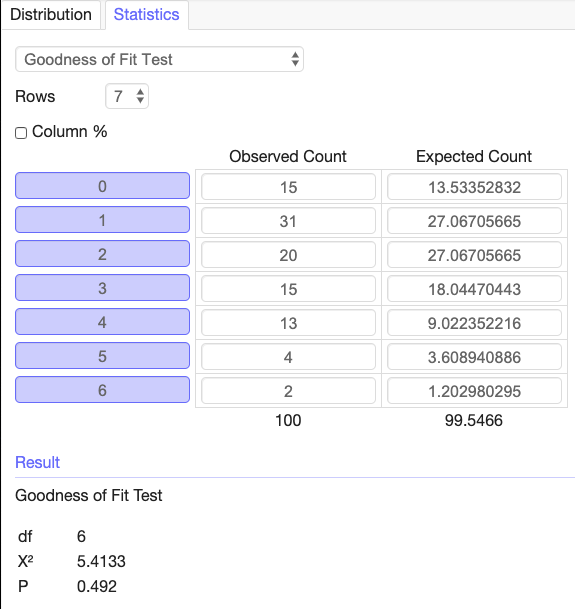 Distribution Statistics
Goodness of Fit Test
Rows 7
Column %
Observed Count Expected Count
0 15 13.53352832
1 31 27.06705665
2 20 27.06705665
3 15 18.04470443
4 13 9.022352216
5 4 3.608940886
6 2 1.202980295
100 99.5466
Result
Goodness of Fit Test
df 6
X² 5.4133
P 0.492